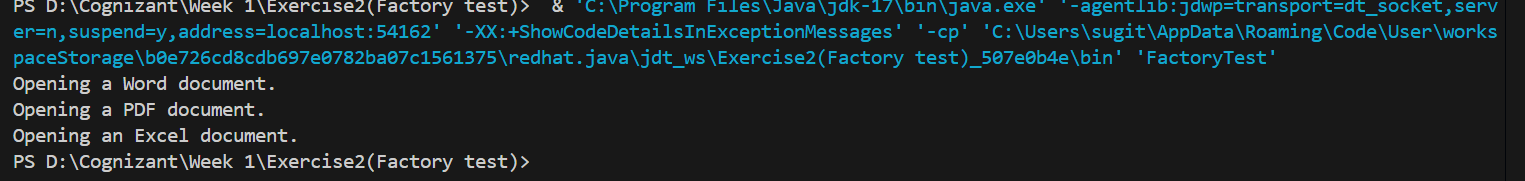 PS D:\Cognizant\Week 1\Exercise2(Factory test)>  & 'C:\Program Files\Java\jdk-17\bin\java.exe' '-agentlib:jdwp=transport=dt_socket,serv
er=n,suspend=y,address=localhost:54162' '-XX:+ShowCodeDetailsInExceptionMessages' '-cp' 'C:\Users\sugit\AppData\Roaming\Code\User\works
paceStorage\b0e726cd8cdb697e0782ba07c1561375\redhat.java\jdt_ws\Exercise2(Factory test)_507e0b4e\bin' 'FactoryTest'
Opening a Word document.
Opening a PDF document.
Opening an Excel document.
PS D:\Cognizant\Week 1\Exercise2(Factory test)>